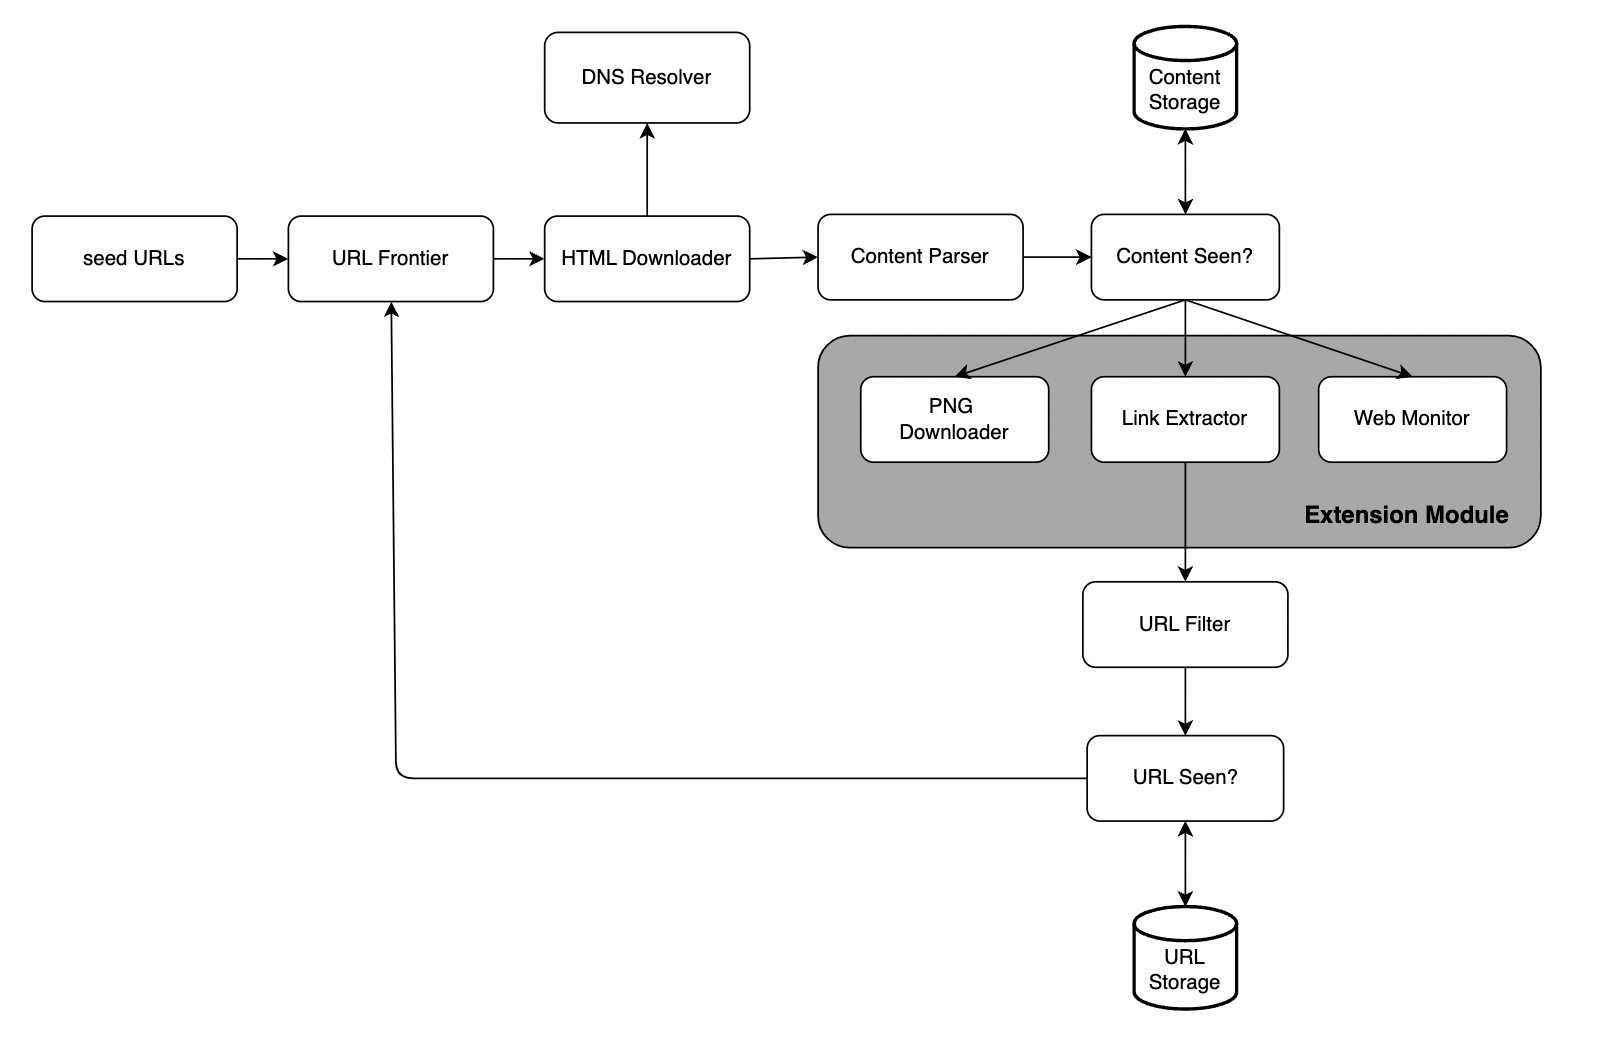 DNS Resolver
Content
Storage
seed URLs
URL Frontier
HTML Downloader
Content Parser
Content Seen?
PNG
Downloader
Link Extractor
Web Monitor
Extension Module
URL Filter
URL Seen?
URL
Storage